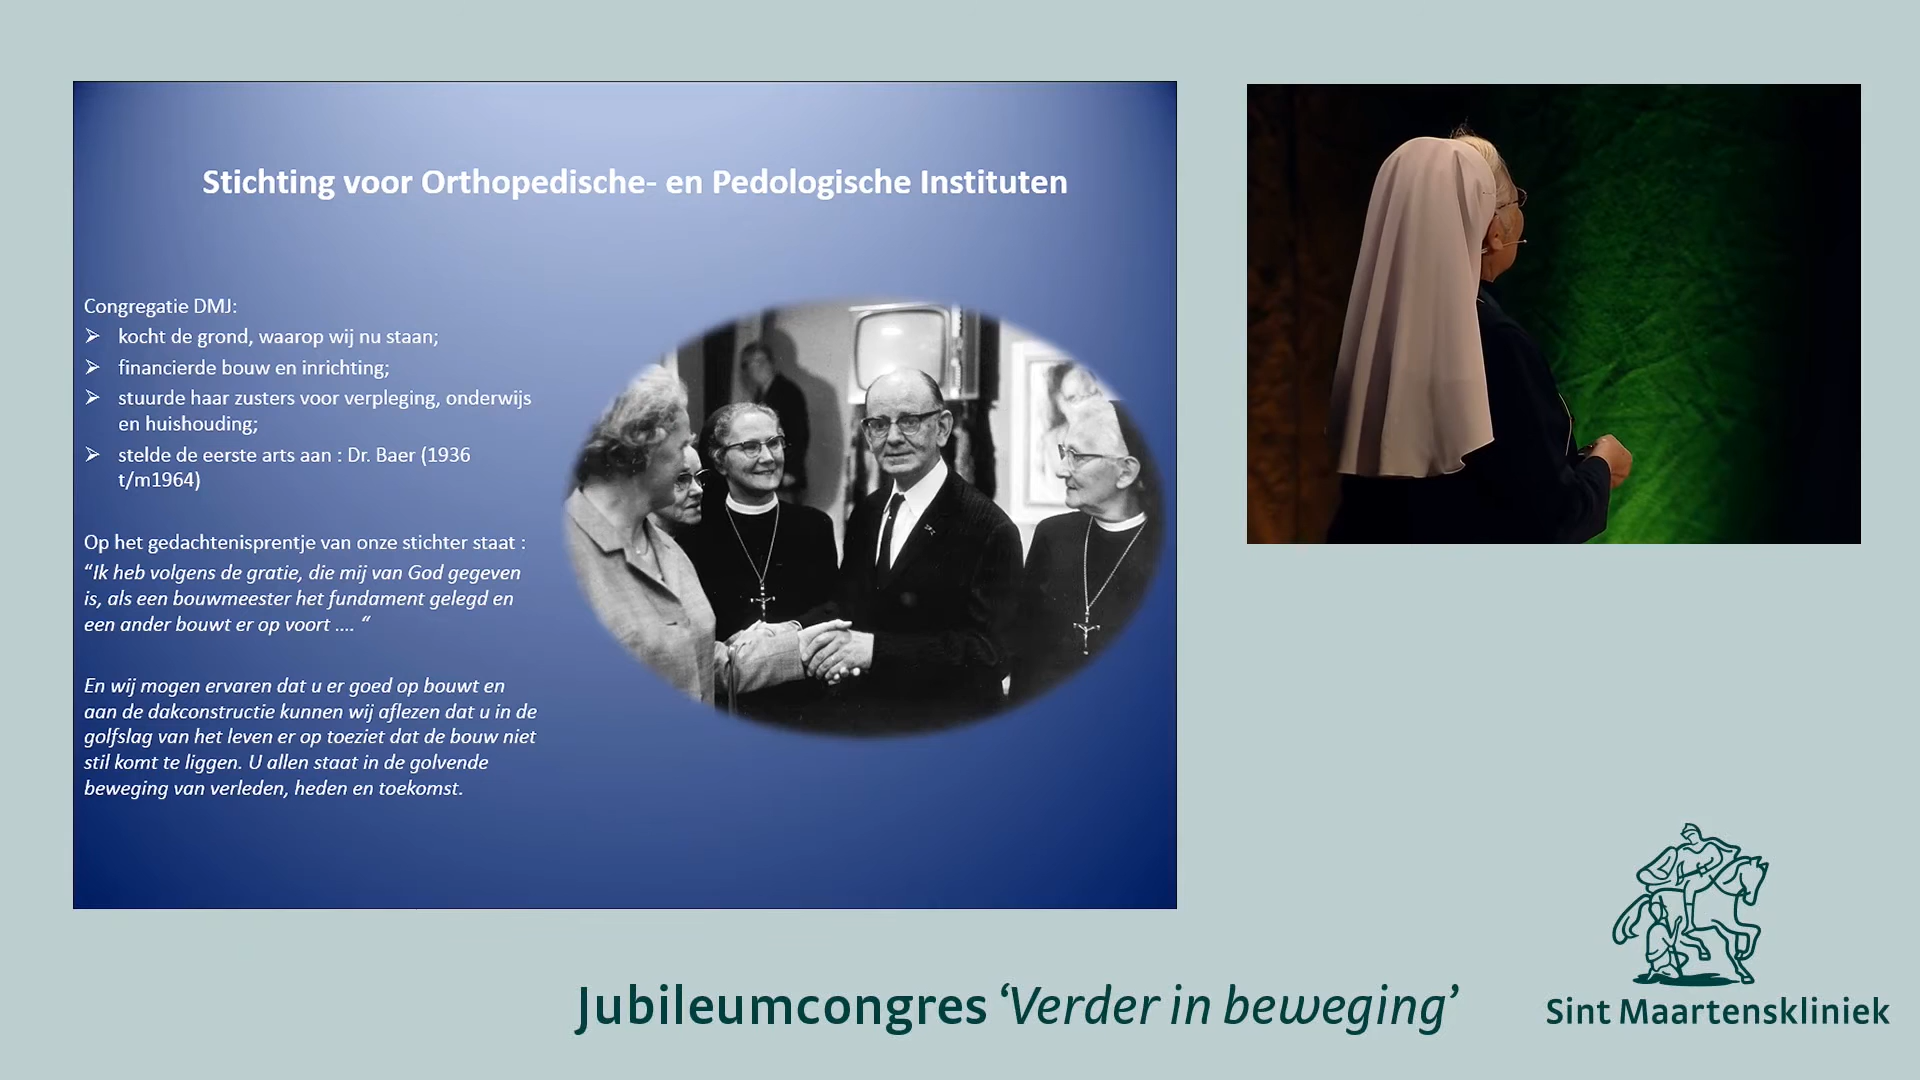 Stichting voor Orthopedische- en Pedologische Instituten
Congregatie DMJ:
➢ kocht de grond, waarop wij nu staan;
➢ financierde bouw en inrichting;
➢ stuurde haar zusters voor verpleging, onderwijs
en huishouding;
➢ stelde de eerste arts aan : Dr. Baer (1936
t/m1964)
Op het gedachtenisprentje van onze stichter staat :
“Ik heb volgens de gratie, die mij van God gegeven
is, als een bouwmeester het fundament gelegd en
een ander bouwt er op voort .... “
En wij mogen ervaren dat u er goed op bouwt en
aan de dakconstructie kunnen wij aflezen dat u in de
golfslag van het leven er op toeziet dat de bouw niet
stil komt te liggen. U allen staat in de golvende
beweging van verleden, heden en toekomst.
Jubileumcongres ‘Verder in beweging’
Sint Maartenskliniek